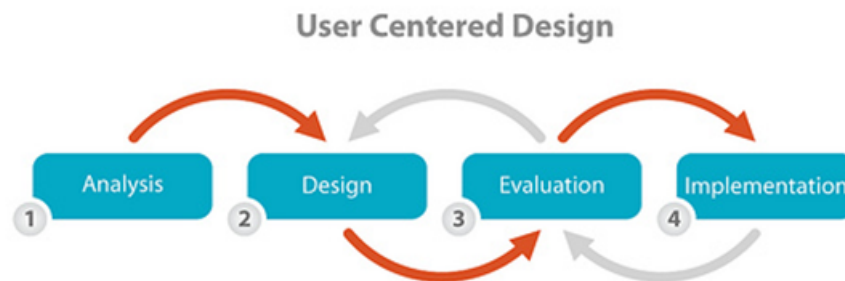 User Centered Design
Analysis
Design
Evaluation
Implementation
1
2
3
4